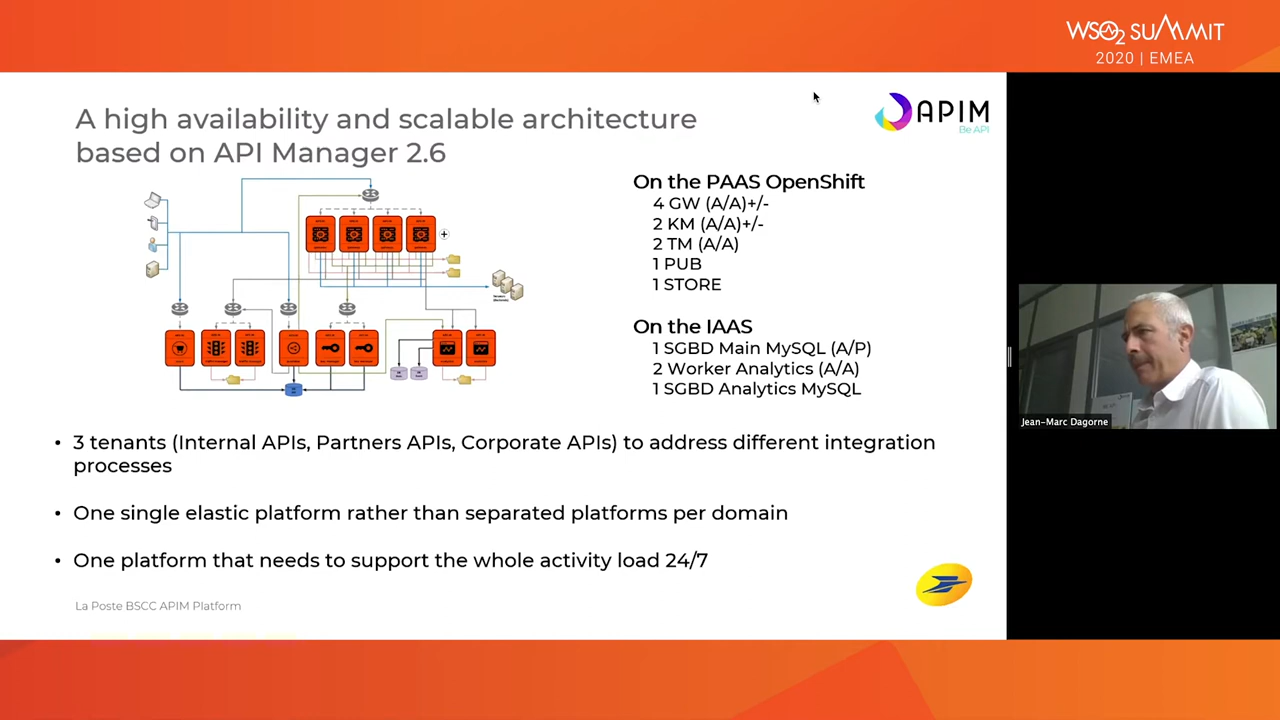 WSO2 SUMMIT
2020 | EMEA
A high availability and scalable architecture
based on API Manager 2.6
APIM
Be API
On the PAAS OpenShift
4 GW (A/A)+/-
2 KM (A/A)+/-
2 TM (A/A)
1 PUB
1 STORE
On the IAAS
1 SGBD Main MySQL (A/P)
2 Worker Analytics (A/A)
1 SGBD Analytics MySQL
Jean-Marc Dagorne
• 3 tenants (Internal APIs, Partners APIs, Corporate APIs) to address different integration
processes
• One single elastic platform rather than separated platforms per domain
• One platform that needs to support the whole activity load 24/7
La Poste BSCC APIM Platform